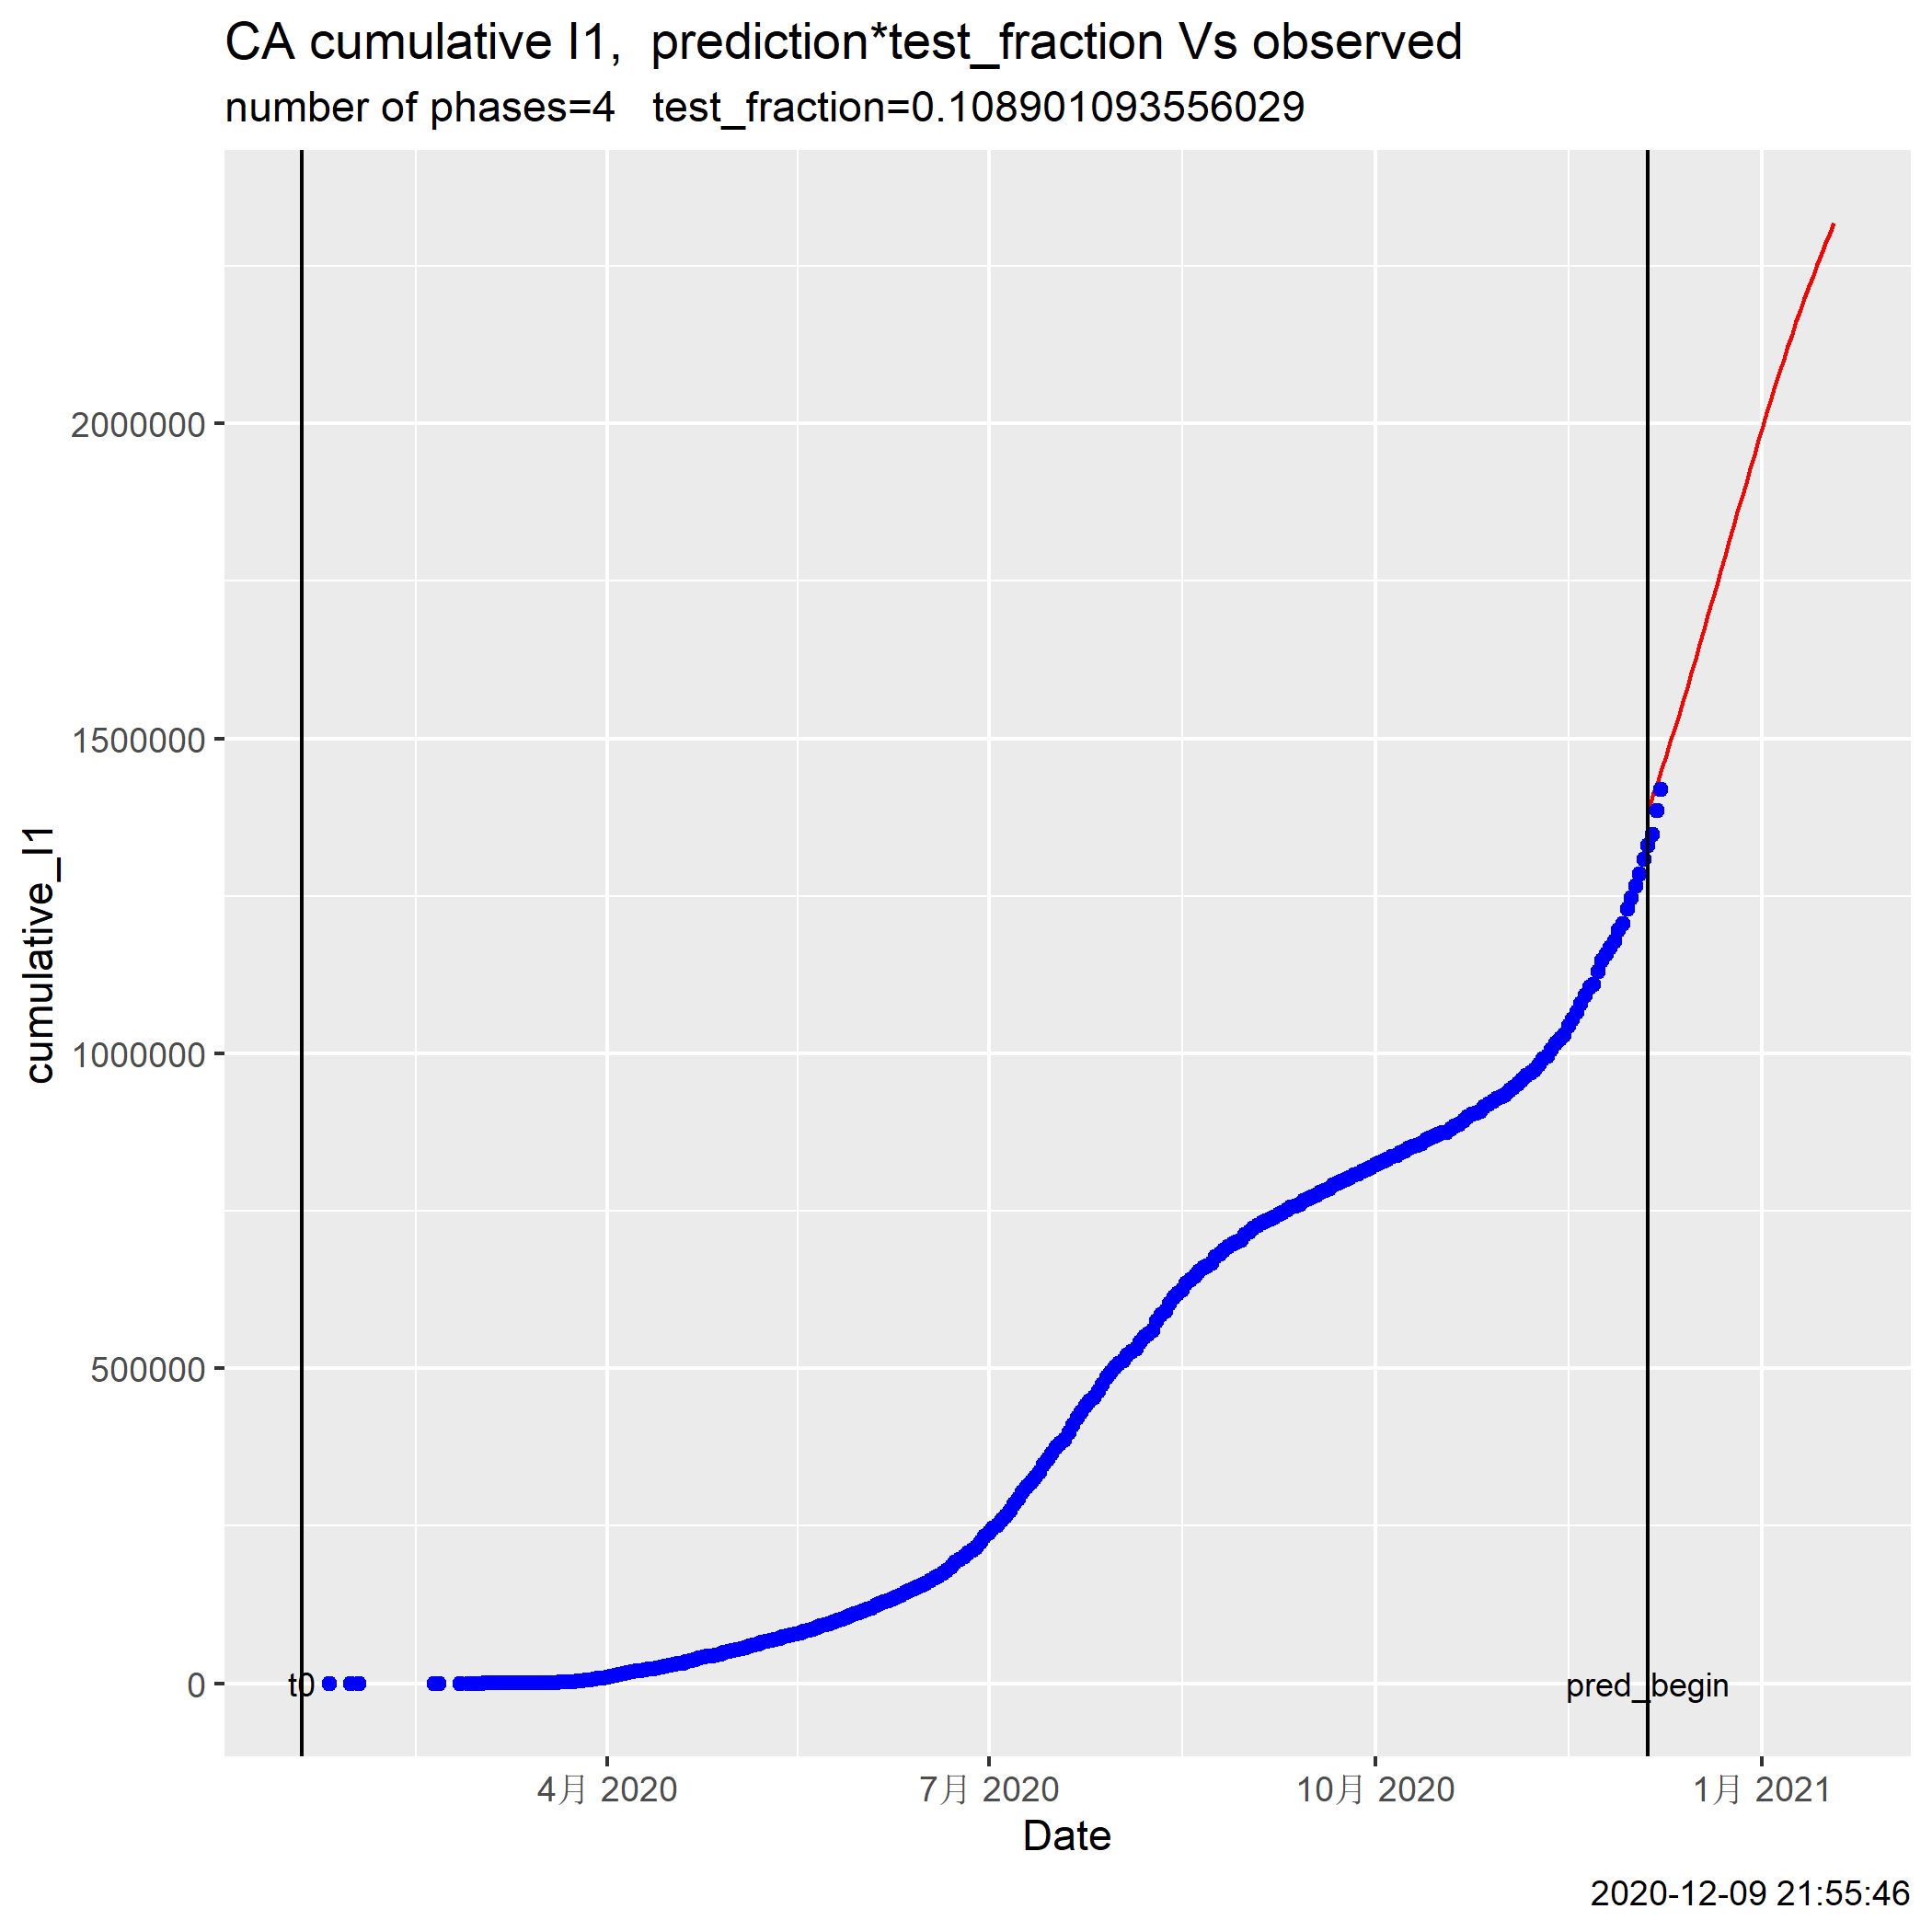 CA cumulative I1,  prediction*test_fraction Vs observed
number of phases=4   test_fraction=0.108901093556029
cumulative_I1
2000000
1500000
1000000
500000
0
t0
pred_begin
4月 2020
7月 2020
10月 2020
1月 2021
Date
2020-12-09 21:55:46